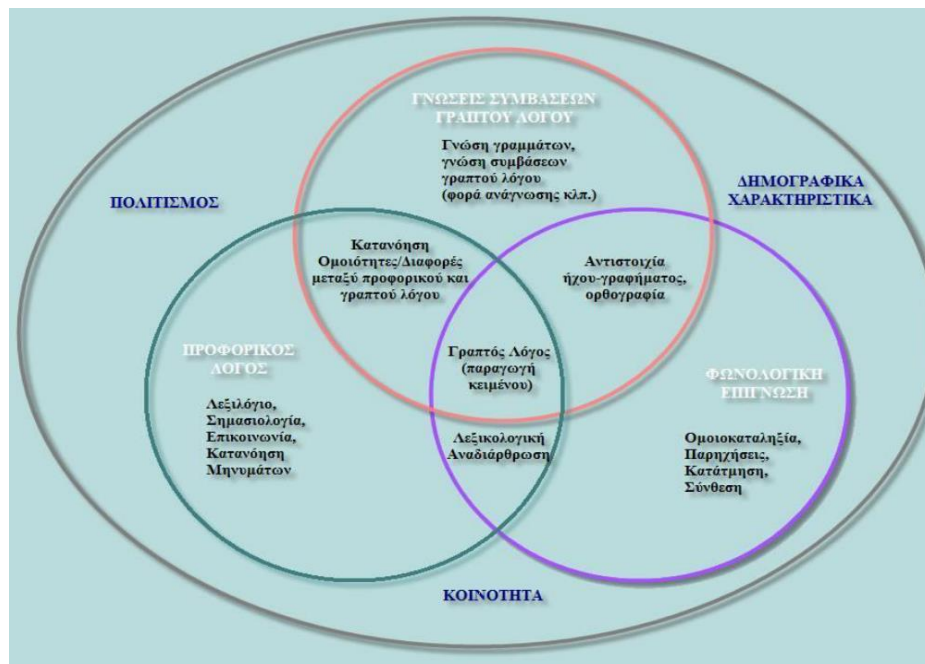 ΓΝΩΣΕΙΣ ΣΥΜΒΑΣΕΩΝ
ΓΡΑΠΤΟΥ ΛΟΓΟΥ
Γνώση γραμμάτων,
γνώση συμβάσεων
γραπτού λόγου
(φορά ανάγνωσης κλπ.)
ΠΟΛΙΤΙΣΜΟΣ
ΔΗΜΟΓΡΑΦΙΚΑ
ΧΑΡΑΚΤΗΡΙΣΤΙΚΑ
Κατανόηση
Ομοιότητες/Διαφορές
μεταξύ προφορικού και
γραπτού λόγου
Αντιστοιχία
ήχου-γραφήματος,
ορθογραφία
ΠΡΟΦΟΡΙΚΟΣ
ΛΟΓΟΣ
Λεξιλόγιο,
Σημασιολογία,
Επικοινωνία,
Κατανόηση
Μηνυμάτων
Γραπτός Λόγος
(παραγωγή
κειμένου)
Λεξικολογική
Αναδιάρθρωση
ΦΩΝΟΛΟΓΙΚΗ
ΕΠΙΓΝΩΣΗ
Ομοιοκαταληξία,
Παρηχήσεις,
Κατάτμηση,
Σύνθεση
ΚΟΙΝΟΤΗΤΑ